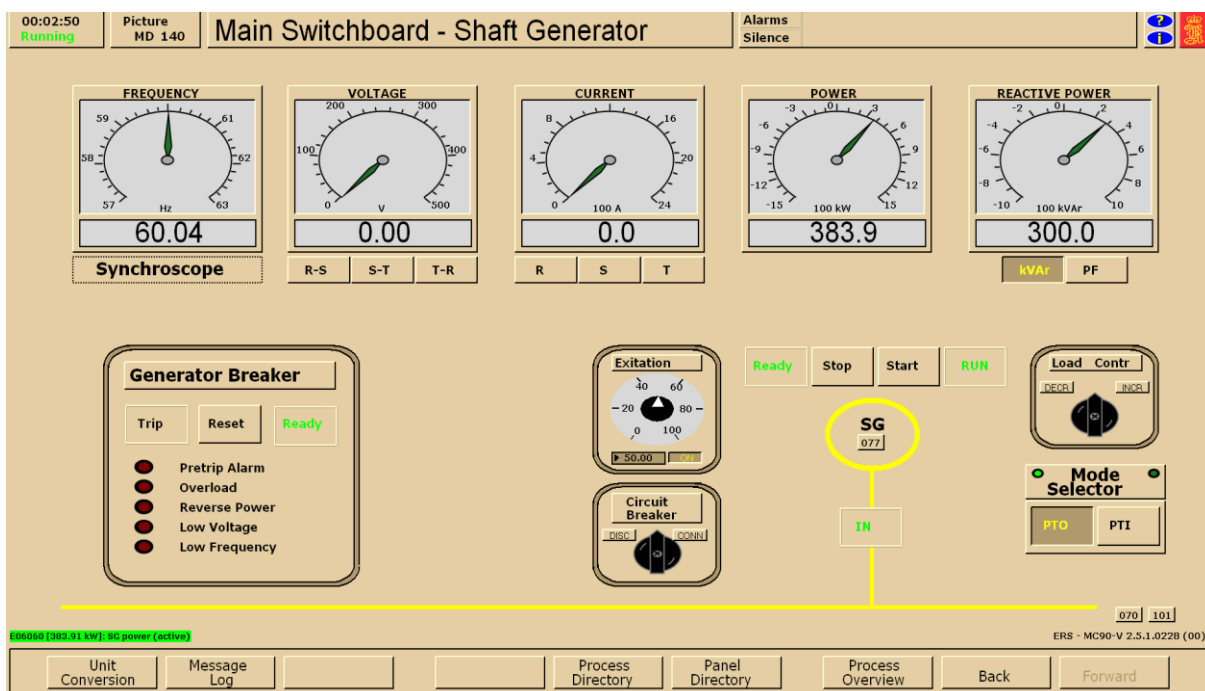 00:02:50
Running
Picture
MD 140
Main Switchboard - Shaft Generator
Alarms
Silence
?
i
FREQUENCY
57 58 59 61 62 63
Hz
60.04
Synchroscope
VOLTAGE
0 100 200 300 400 500
V
0.00
R-S S-T T-R
CURRENT
0 4 8 16 20 24
100 A
0.0
R S T
POWER
-15 -12 -9 -6 -3 0 3 6 9 12 15
100 kW
383.9
REACTIVE POWER
-10 -8 -6 -4 -2 0 2 4 6 8 10
100 kVAr
300.0
kVAr PF
Generator Breaker
Trip Reset Ready
Pretrip Alarm
Overload
Reverse Power
Low Voltage
Low Frequency
Exitation
0 20 40 60 80 100
50.00 ON
Circuit
Breaker
DISC CONN
Ready Stop Start RUN
SG
077
IN
Load Contr
DECR INCR
Mode
Selector
PTO PTI
070 101
E06060 [383.91 kW]: SG power (active)
ERS - MC90-V 2.5.1.0228 (00)
Unit
Conversion
Message
Log
Process
Directory
Panel
Directory
Process
Overview
Back
Forward